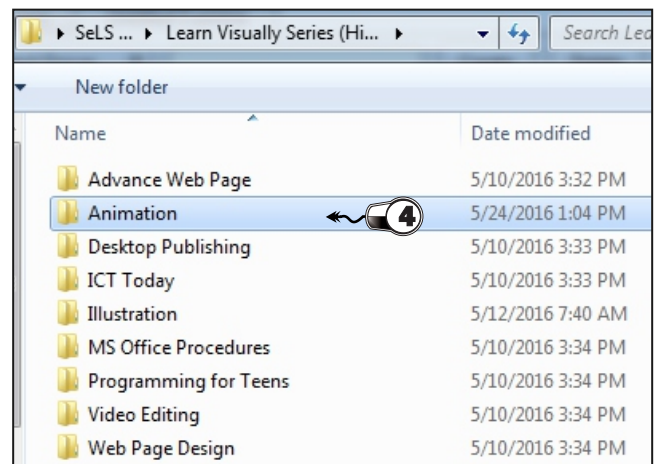 SeLS ... Learn Visually Series (Hi... Search Lea
New folder
Name Date modified
Advance Web Page 5/10/2016 3:32 PM
Animation 4 5/24/2016 1:04 PM
Desktop Publishing 5/10/2016 3:33 PM
ICT Today 5/10/2016 3:33 PM
Illustration 5/12/2016 7:40 AM
MS Office Procedures 5/10/2016 3:34 PM
Programming for Teens 5/10/2016 3:34 PM
Video Editing 5/10/2016 3:34 PM
Web Page Design 5/10/2016 3:34 PM